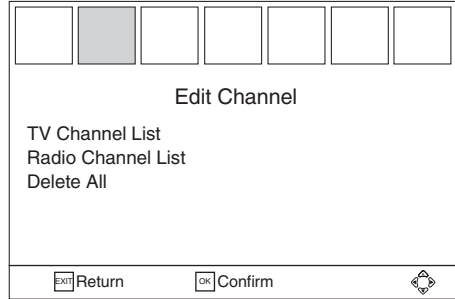 Edit Channel
TV Channel List
Radio Channel List
Delete All
EXIT Return OK Confirm